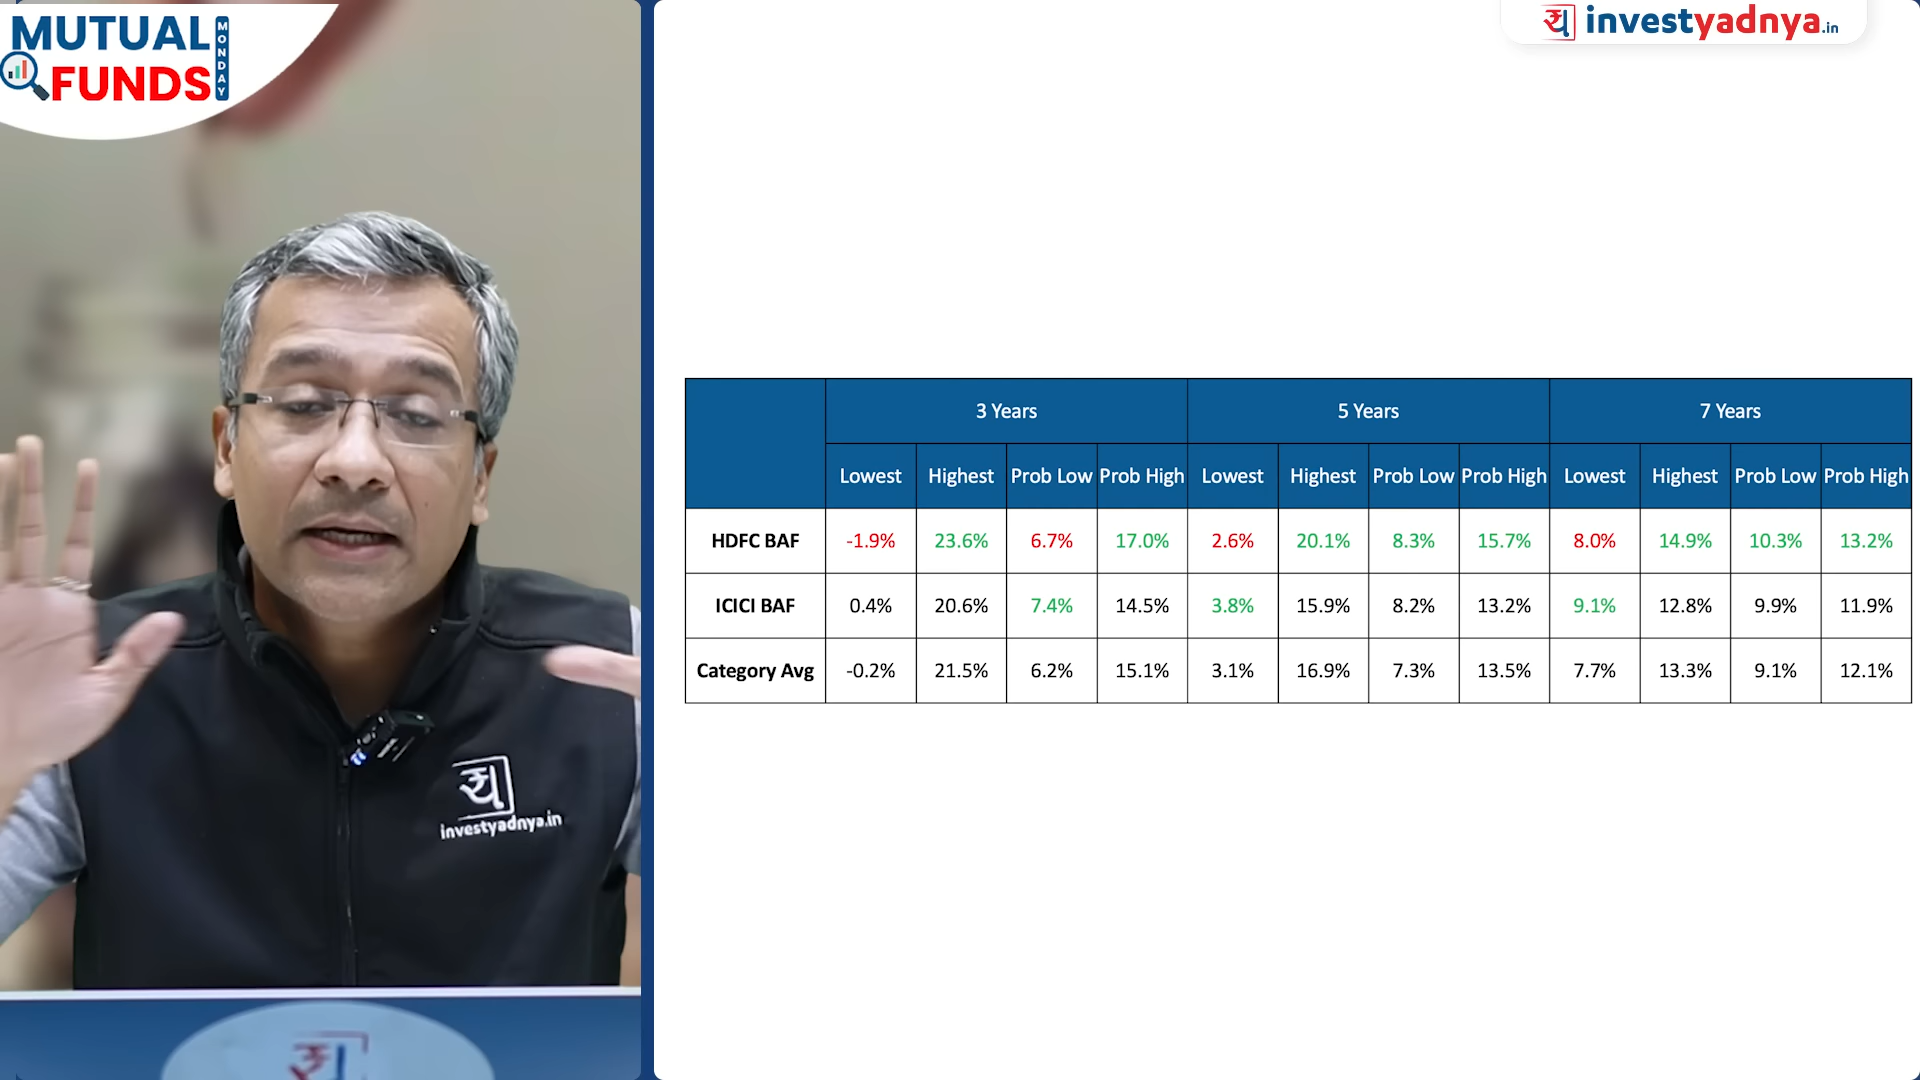 MUTUAL
FUNDS
MONDAY
investyadnya.in
3 Years 5 Years 7 Years
Lowest Highest Prob Low Prob High Lowest Highest Prob Low Prob High Lowest Highest Prob Low Prob High
HDFC BAF -1.9% 23.6% 6.7% 17.0% 2.6% 20.1% 8.3% 15.7% 8.0% 14.9% 10.3% 13.2%
ICICI BAF 0.4% 20.6% 7.4% 14.5% 3.8% 15.9% 8.2% 13.2% 9.1% 12.8% 9.9% 11.9%
Category Avg -0.2% 21.5% 6.2% 15.1% 3.1% 16.9% 7.3% 13.5% 7.7% 13.3% 9.1% 12.1%
investyadnya.in